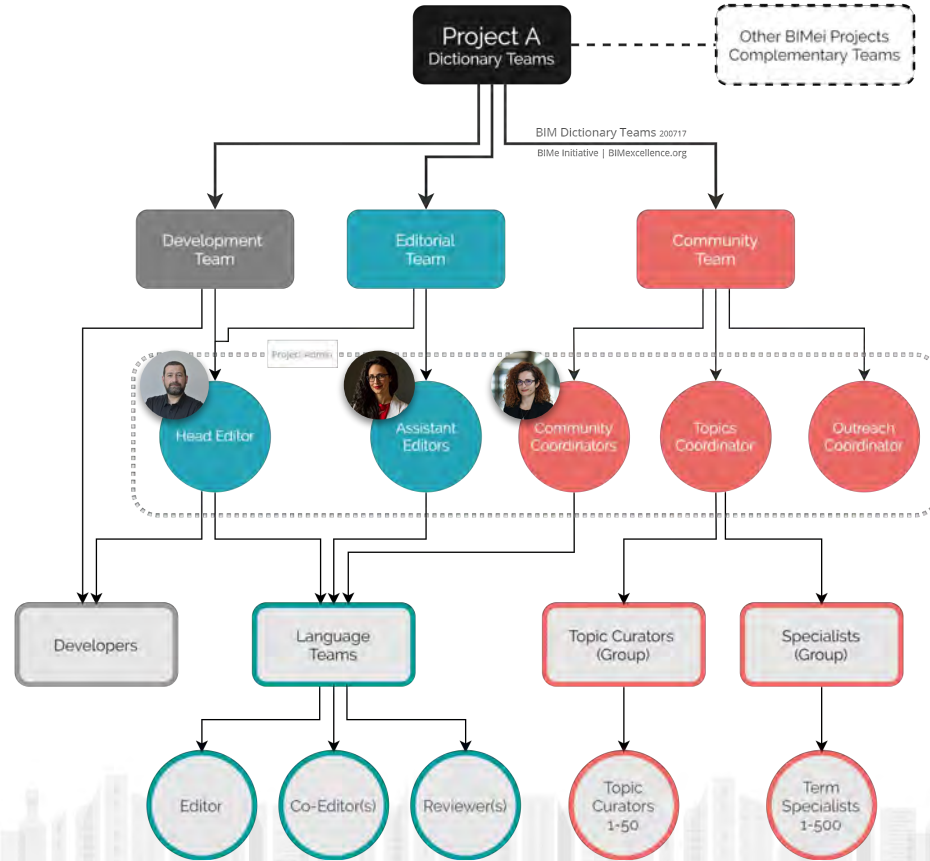 Project A
Dictionary Teams
Other BIMei Projects
Complementary Teams
BIM Dictionary Teams 200717
BIMe Initiative | BIMexcellence.org
Development
Team
Editorial
Team
Community
Team
Project Admin
Head Editor
Assistant
Editors
Community
Coordinators
Topics
Coordinator
Outreach
Coordinator
Developers
Language
Teams
Topic Curators
(Group)
Specialists
(Group)
Editor
Co-Editor(s)
Reviewer(s)
Topic
Curators
1-50
Term
Specialists
1-500